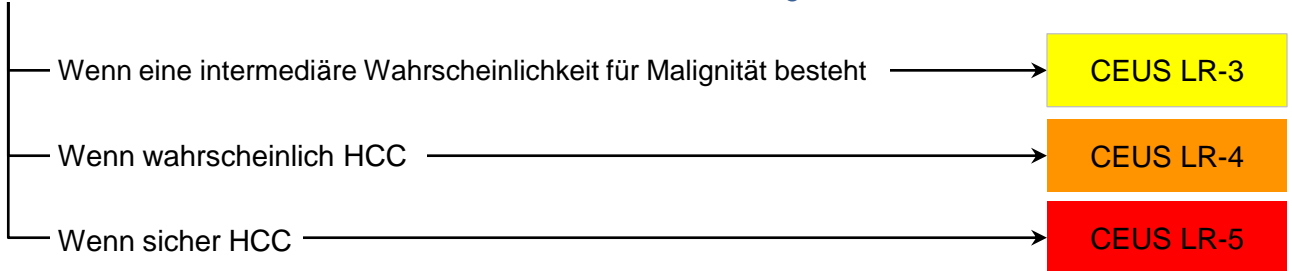 Wenn eine intermediäre Wahrscheinlichkeit für Malignität besteht CEUS LR-3
Wenn wahrscheinlich HCC CEUS LR-4
Wenn sicher HCC CEUS LR-5